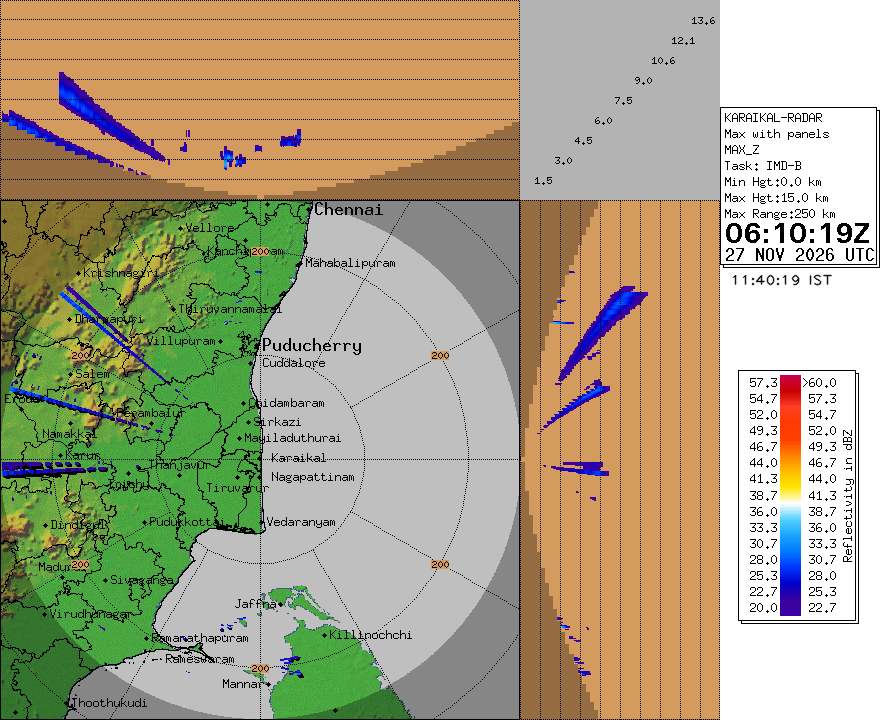 13.6
12.1
10.6
9.0
7.5
6.0
4.5
3.0
1.5
KARAIKAL-RADAR
Max with panels
MAX_Z
Task: IMD-B
Min Hgt:0.0 km
Max Hgt:15.0 km
Max Range:250 km
06:10:19Z
27 NOV 2026 UTC
11:40:19 IST
Chennai
Vellore
200
Mahabalipuram
Krishnagiri
Dharmapuri
Thiruvannamalai
Villupuram
Puducherry
200
200
Cuddalore
Salem
Erode
Chidambaram
Perambalur
Sirkazi
Namakkal
Mayiladuthurai
Karur
Thanjavur
Karaikal
Nagapattinam
Tiruvarur
Dindigul
Pudukkottai
Vedaranyam
Madurai
200
200
Sivaganga
Jaffna
Virudhunagar
Ramanathapuram
Killinochchi
Rameswaram
200
Mannar
Thoothukudi
57.3 >60.0
54.7 57.3
52.0 54.7
49.3 52.0
46.7 49.3
44.0 46.7
41.3 44.0
38.7 41.3
36.0 38.7
33.3 36.0
30.7 33.3
28.0 30.7
25.3 28.0
22.7 25.3
20.0 22.7
Reflectivity in dBZ